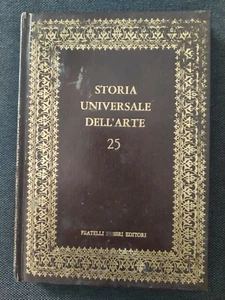 STORIA
UNIVERSALE
DELL'ARTE
25
FRATELLI FABBRI EDITORI